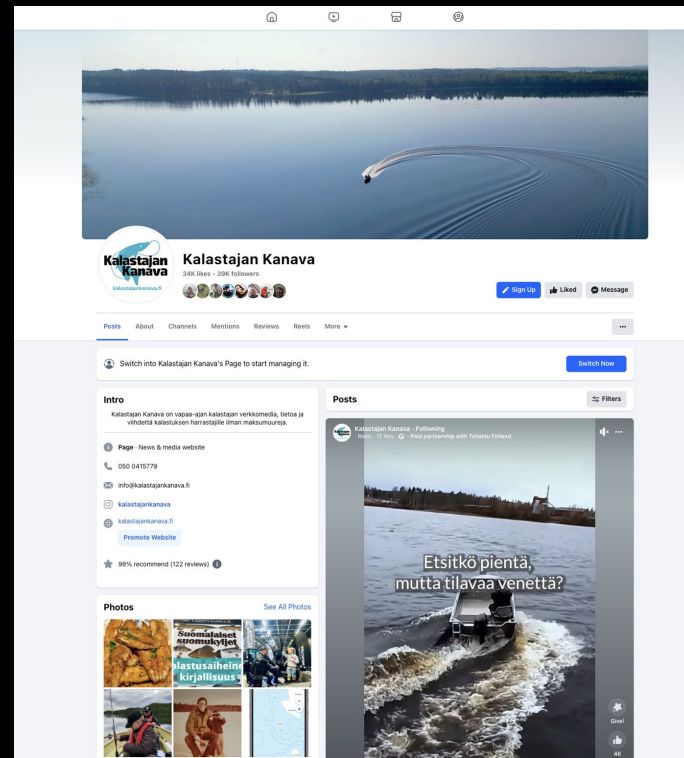 Kalastajan
Kanava
kalastajankanava.fi
Kalastajan Kanava
34K likes • 39K followers
Sign Up
Liked
Message
Posts
About
Channels
Mentions
Reviews
Reels
More
Switch into Kalastajan Kanava's Page to start managing it.
Switch Now
Intro
Kalastajan Kanava on vapaa-ajan kalastajan verkkomedia, tietoa ja
viihdettä kalastuksen harrastajille ilman maksumuureja.
Page · News & media website
050 0415779
info@kalastajankanava.fi
kalastajankanava
kalastajankanava.fi
Promote Website
98% recommend (122 reviews)
Photos
See All Photos
Suomalaiset
suomukyljet
alastusaiheine
kirjallisuus
Posts
Filters
Kalastajan Kanava · Following
Reels · 12 Nov · Paid partnership with Tohatsu Finland
Etsitkö pientä,
mutta tilavaa venettä?
Give!
46